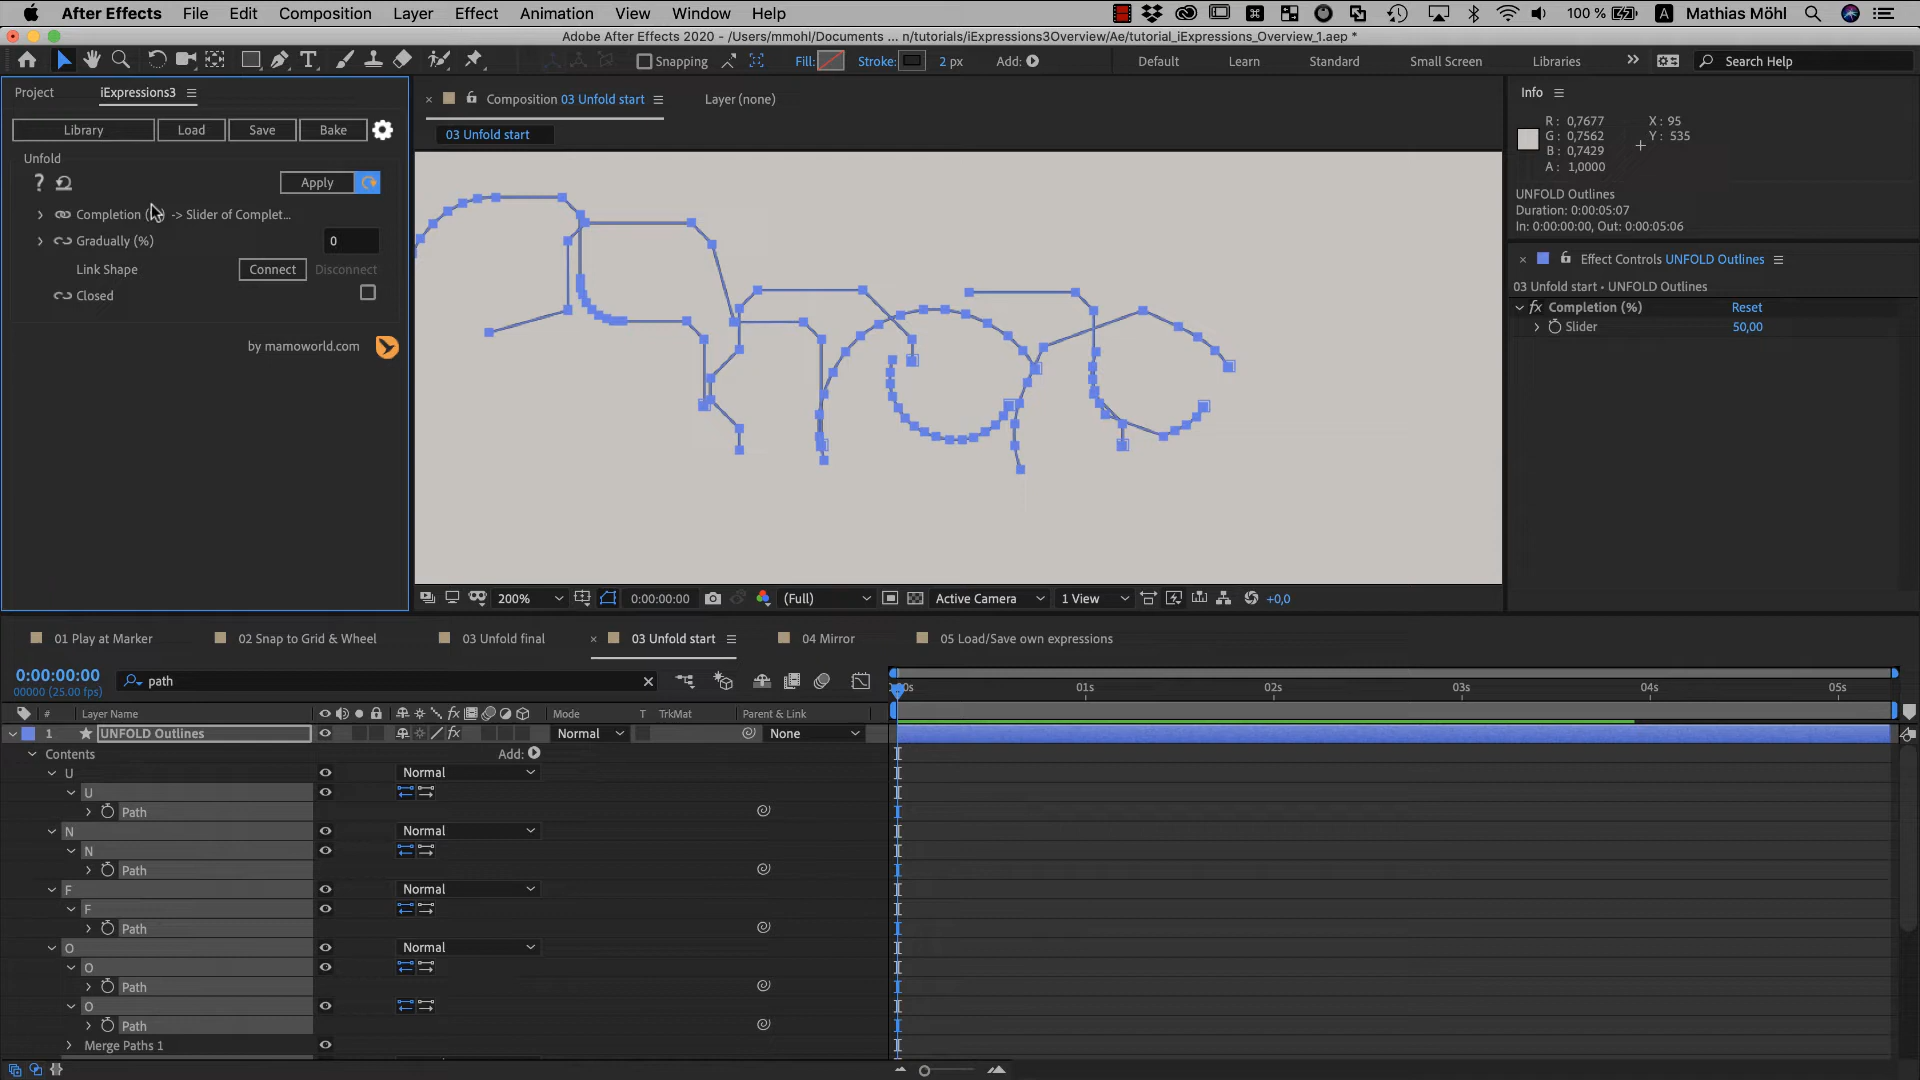 After Effects File Edit Composition Layer Effect Animation View Window Help 100 % A Mathias Möhl
Adobe After Effects 2020 - /Users/mmohl/Documents ... n/tutorials/iExpressions3Overview/Ae/tutorial_iExpressions_Overview_1.aep *
Snapping Fill: Stroke: 2 px Add: Default Learn Standard Small Screen Libraries Search Help
Project iExpressions3
Composition 03 Unfold start Layer (none)
Info
Library Load Save Bake
03 Unfold start
R: 0,7677 X: 95
G: 0,7562 Y: 535
B: 0,7429
A: 1,0000
Unfold
Apply
UNFOLD Outlines
Duration: 0:00:05:07
In: 0:00:00:00, Out: 0:00:05:06
Completion -> Slider of Complet...
Gradually (%) 0
Link Shape Connect Disconnect
Closed
by mamoworld.com
Effect Controls UNFOLD Outlines
03 Unfold start • UNFOLD Outlines
fx Completion (%) Reset
Slider 50,00
200% 0:00:00:00 (Full) Active Camera 1 View +0,0
01 Play at Marker 02 Snap to Grid & Wheel 03 Unfold final 03 Unfold start 04 Mirror 05 Load/Save own expressions
0:00:00:00
00000 (25.00 fps)
path
00s 01s 02s 03s 04s 05s
# Layer Name fx Mode T TrkMat Parent & Link
1 UNFOLD Outlines fx Normal None
Contents Add:
U Normal
U
Path
N Normal
N
Path
F Normal
F
Path
O Normal
O
Path
O
Path
Merge Paths 1